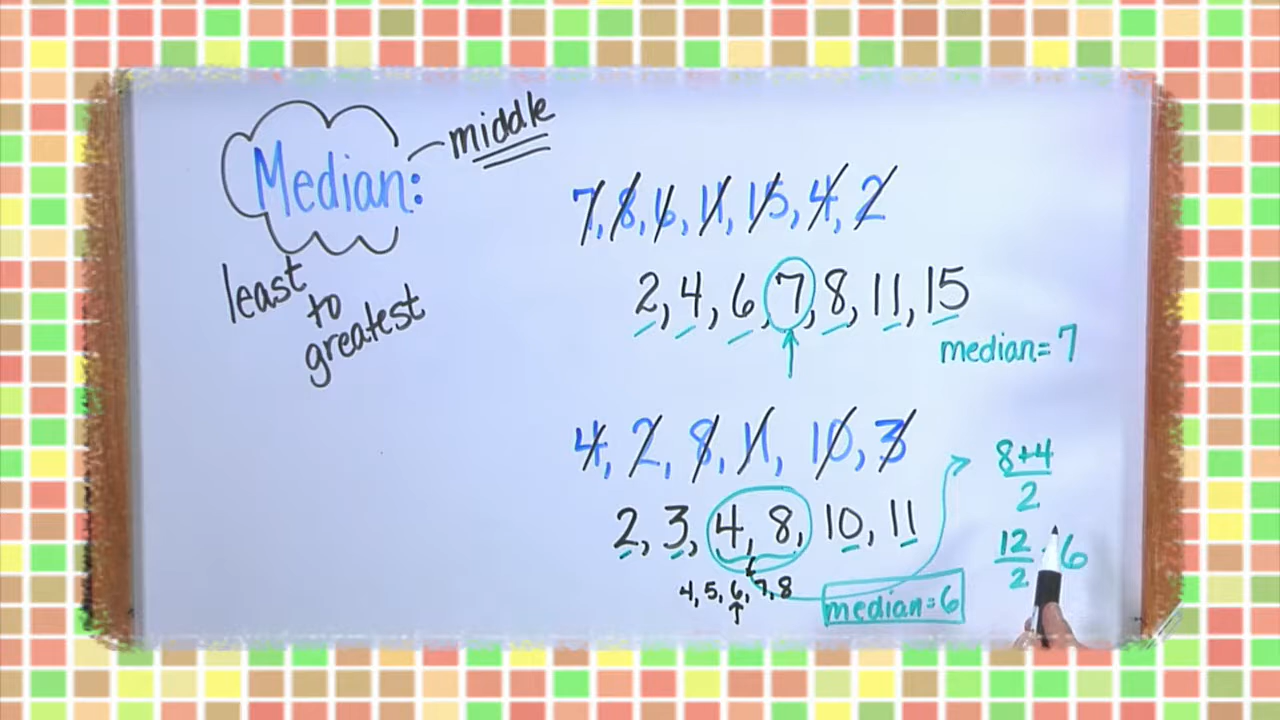 Median:
middle
least
to
greatest
7, 8, 6, 11, 15, 4, 2
2, 4, 6, 7, 8, 11, 15
median = 7
4, 2, 8, 11, 10, 3
2, 3, 4, 8, 10, 11
4, 5, 6, 7, 8
median = 6
8+4
2
12
2
6